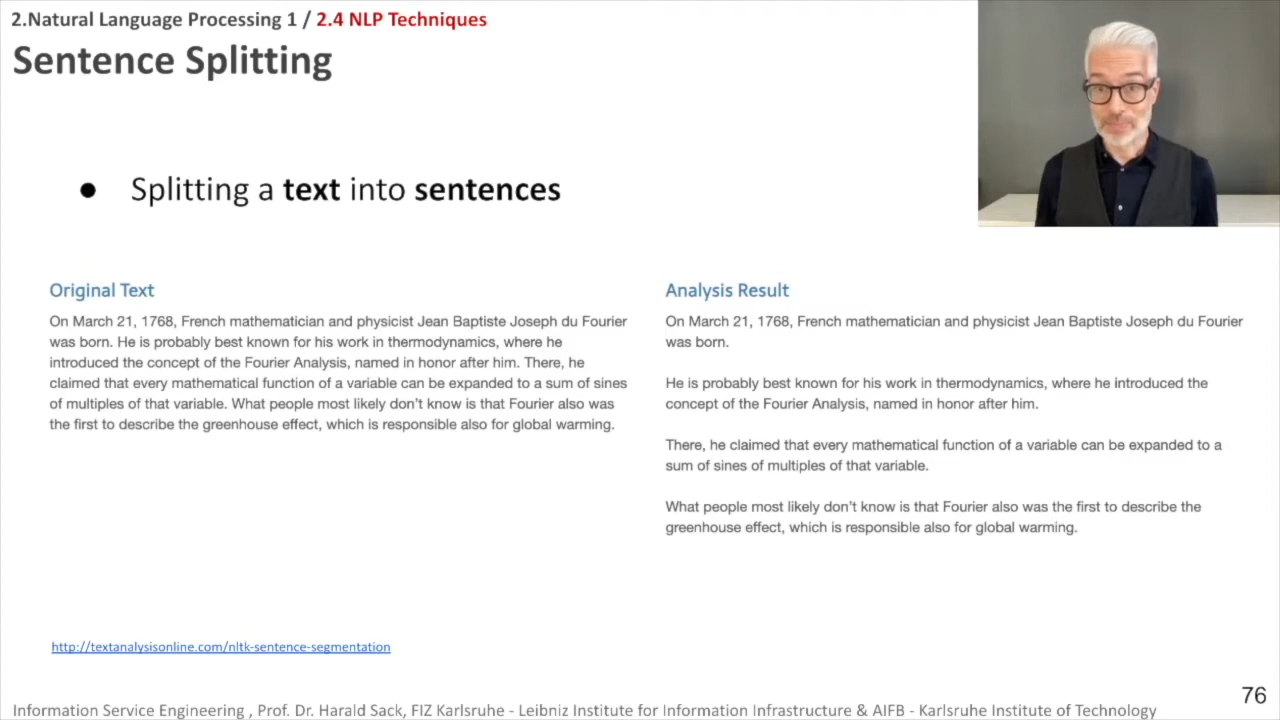 2.Natural Language Processing 1 / 2.4 NLP Techniques
Sentence Splitting
● Splitting a text into sentences
Original Text
On March 21, 1768, French mathematician and physicist Jean Baptiste Joseph du Fourier
was born. He is probably best known for his work in thermodynamics, where he
introduced the concept of the Fourier Analysis, named in honor after him. There, he
claimed that every mathematical function of a variable can be expanded to a sum of sines
of multiples of that variable. What people most likely don't know is that Fourier also was
the first to describe the greenhouse effect, which is responsible also for global warming.
Analysis Result
On March 21, 1768, French mathematician and physicist Jean Baptiste Joseph du Fourier
was born.
He is probably best known for his work in thermodynamics, where he introduced the
concept of the Fourier Analysis, named in honor after him.
There, he claimed that every mathematical function of a variable can be expanded to a
sum of sines of multiples of that variable.
What people most likely don't know is that Fourier also was the first to describe the
greenhouse effect, which is responsible also for global warming.
http://textanalysisonline.com/nltk-sentence-segmentation
76
Information Service Engineering , Prof. Dr. Harald Sack, FIZ Karlsruhe - Leibniz Institute for Information Infrastructure & AIFB - Karlsruhe Institute of Technology